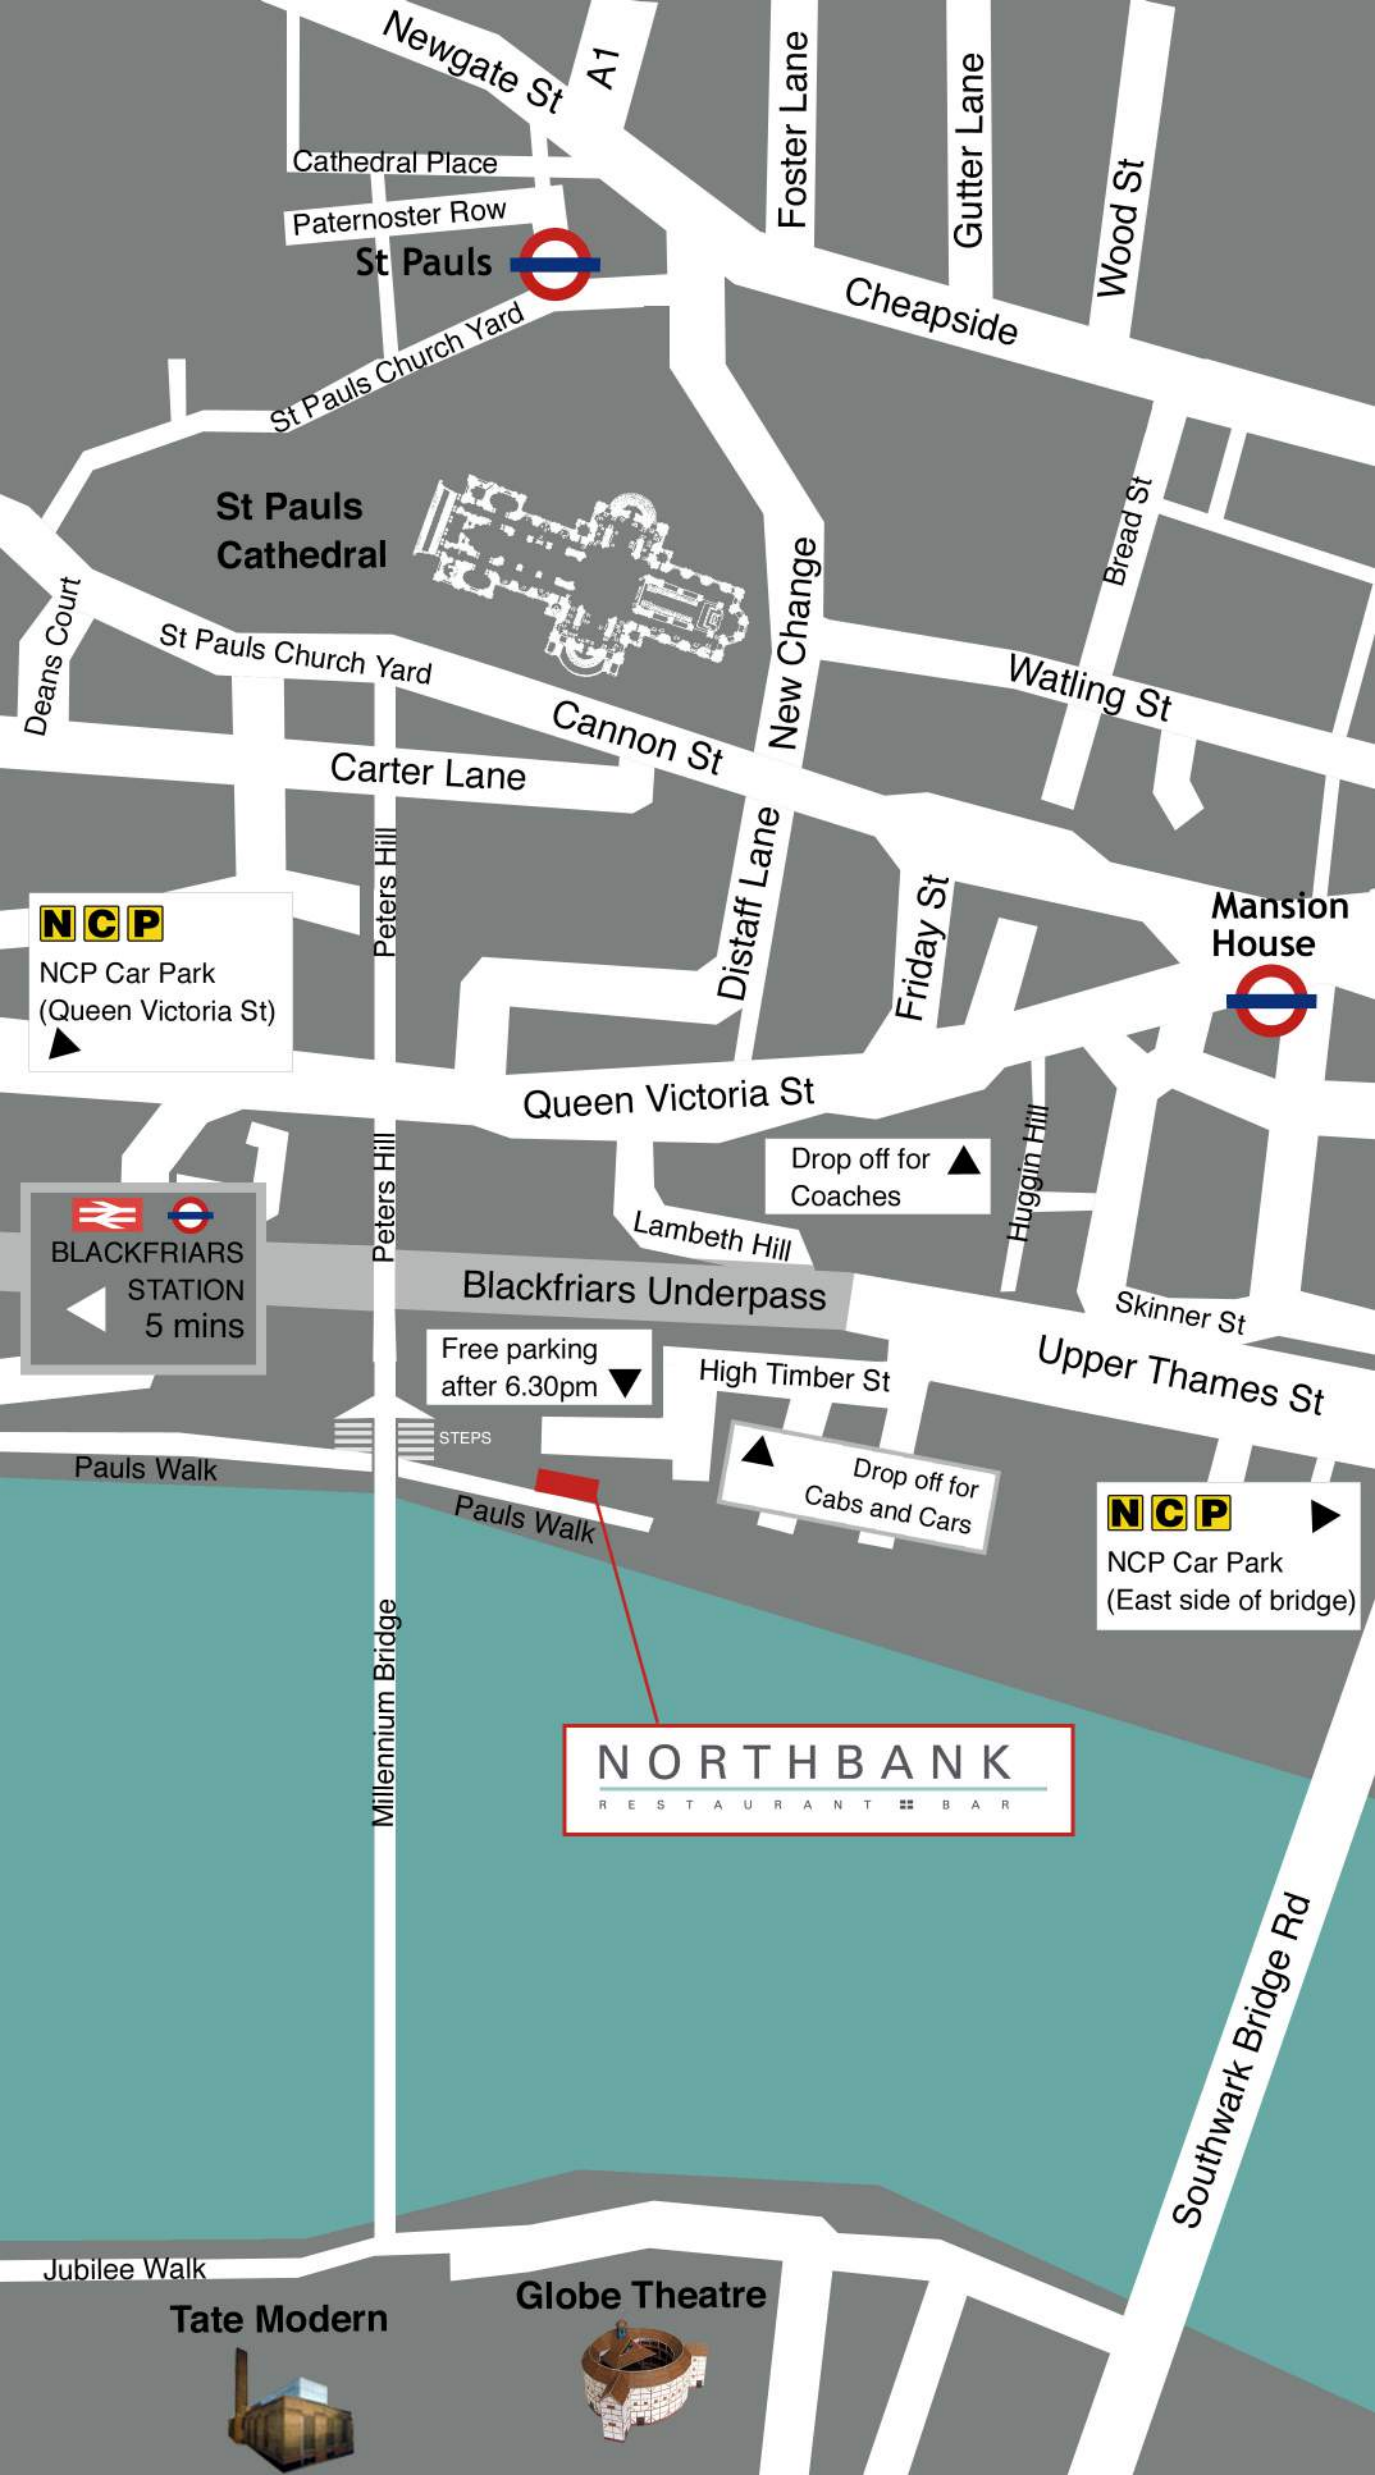 Newgate St
A1
Foster Lane
Gutter Lane
Wood St
Cathedral Place
Paternoster Row
St Pauls
Cheapside
St Pauls Church Yard
St Pauls
Cathedral
Bread St
New Change
Deans Court
St Pauls Church Yard
Watling St
Cannon St
Carter Lane
Peters Hill
Distaff Lane
Friday St
Mansion
House
NCP
NCP Car Park
(Queen Victoria St)
Queen Victoria St
Peters Hill
Drop off for
Coaches
Huggin Hill
Lambeth Hill
BLACKFRIARS
STATION
5 mins
Blackfriars Underpass
Skinner St
Upper Thames St
Free parking
after 6.30pm
High Timber St
STEPS
Pauls Walk
Pauls Walk
Drop off for
Cabs and Cars
NCP
NCP Car Park
(East side of bridge)
Millennium Bridge
NORTHBANK
RESTAURANT BAR
Southwark Bridge Rd
Jubilee Walk
Tate Modern
Globe Theatre